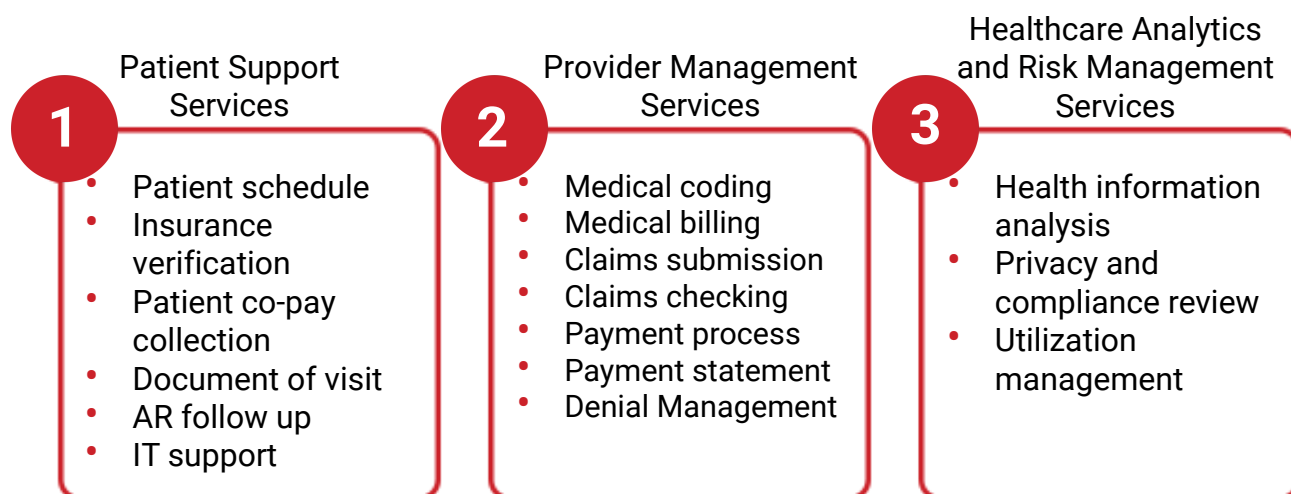 Patient Support
Services
1
• Patient schedule
• Insurance
verification
• Patient co-pay
collection
• Document of visit
• AR follow up
• IT support
Provider Management
Services
2
• Medical coding
• Medical billing
• Claims submission
• Claims checking
• Payment process
• Payment statement
• Denial Management
Healthcare Analytics
and Risk Management
Services
3
• Health information
analysis
• Privacy and
compliance review
• Utilization
management